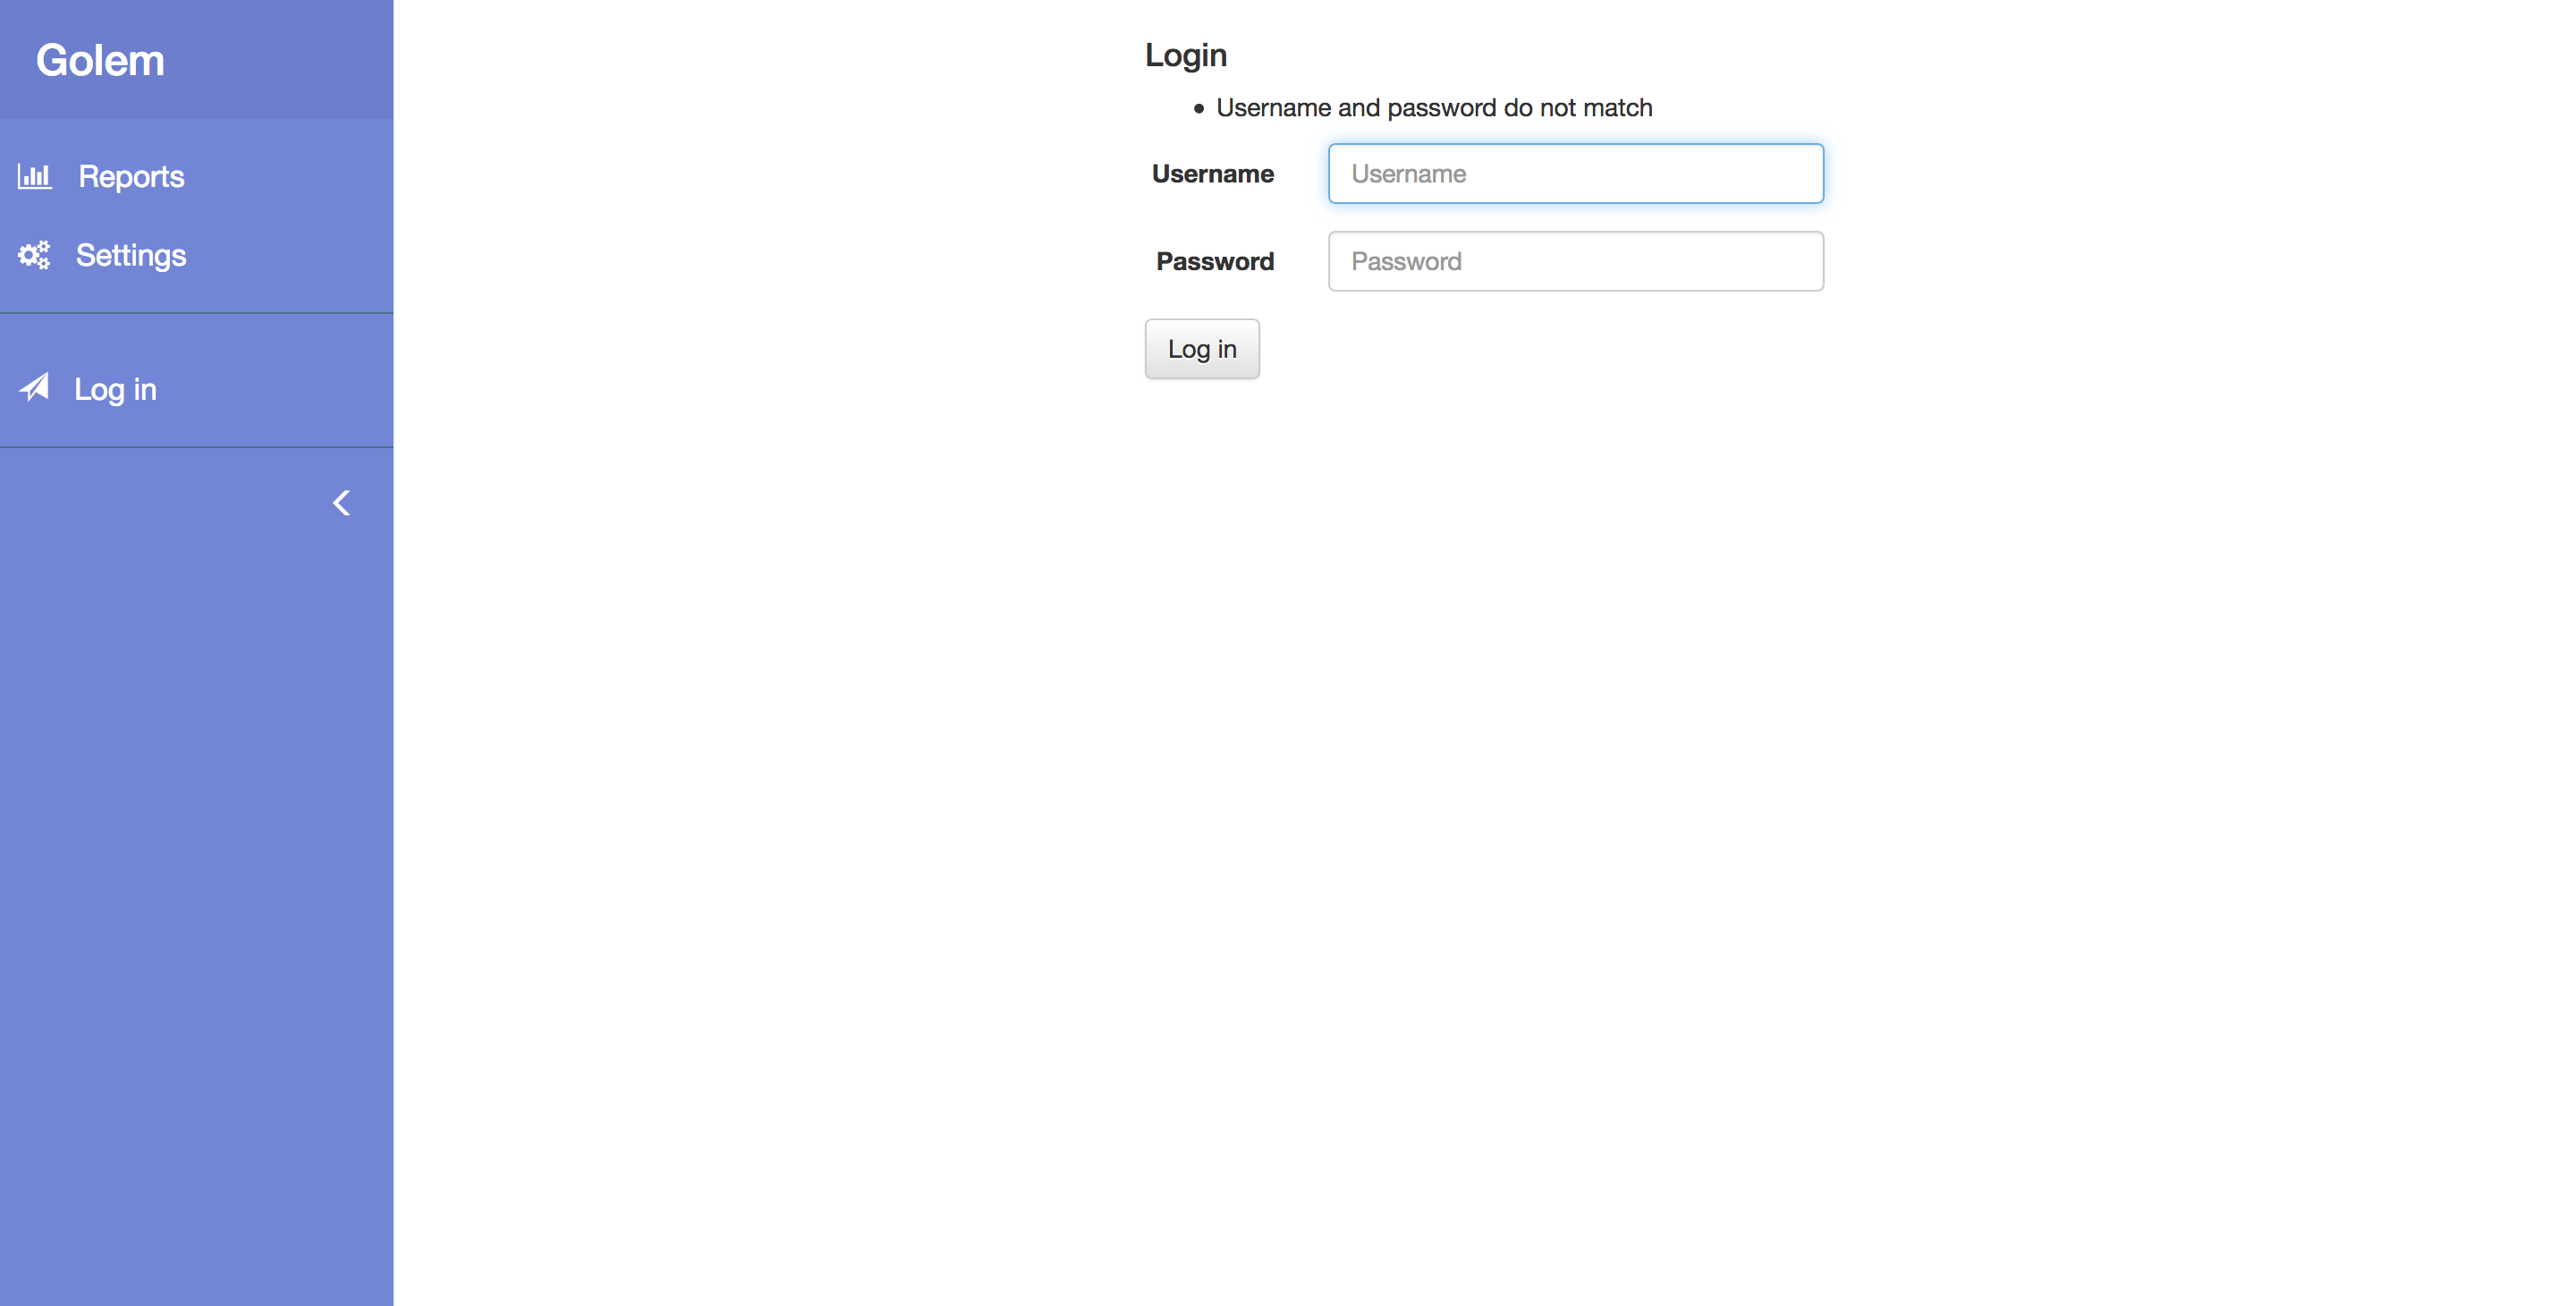 Golem
Reports
Settings
Log in
Login
Username and password do not match
Username Username
Password Password
Log in